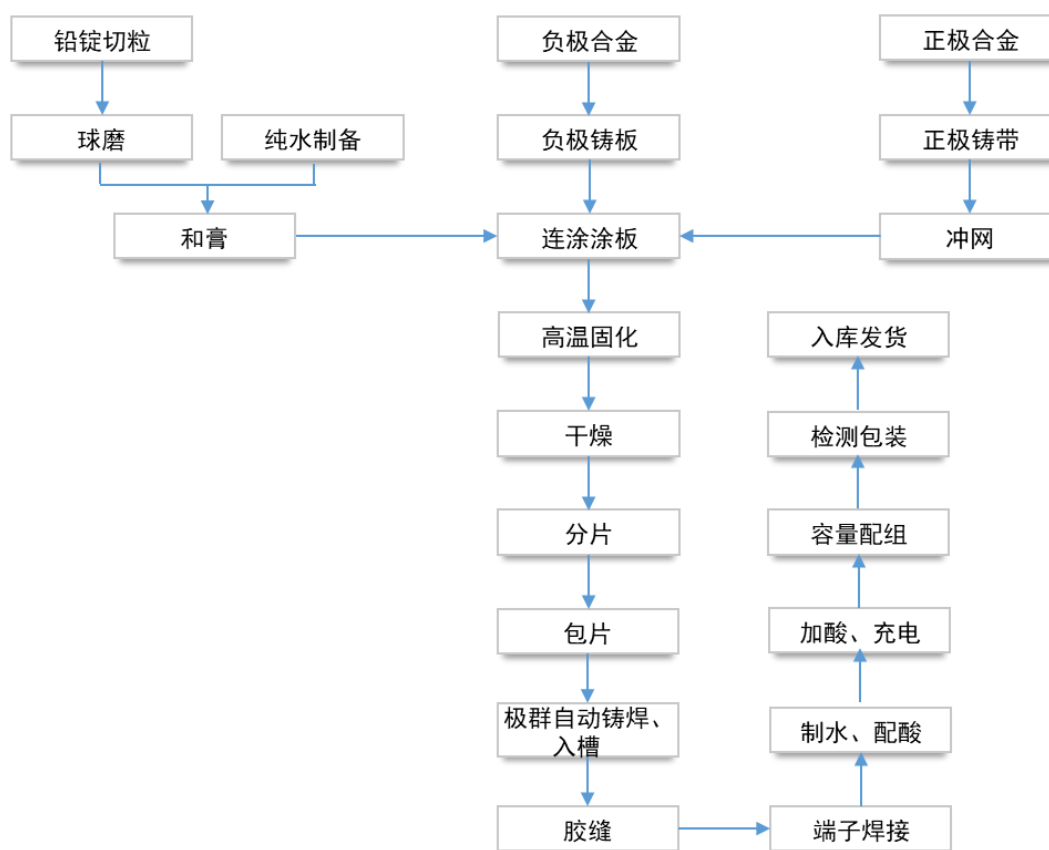 铅锭切粒
负极合金
正极合金
球磨
纯水制备
负极铸板
正极铸带
和膏
连涂涂板
冲网
高温固化
入库发货
干燥
检测包装
分片
容量配组
包片
加酸、充电
极群自动铸焊、
入槽
制水、配酸
胶缝
端子焊接